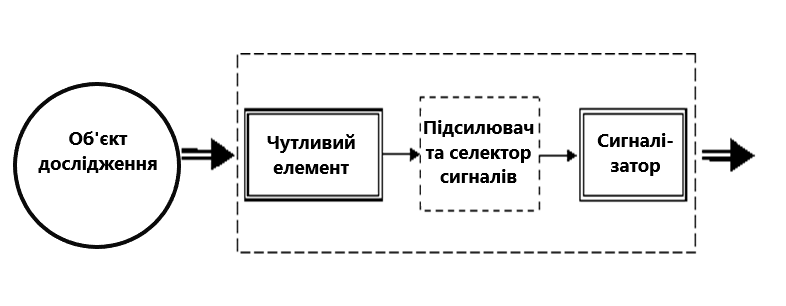 Об'єкт
дослідження
Чутливий
елемент
Підсилювач
та селектор
сигналів
Сигналі-
затор